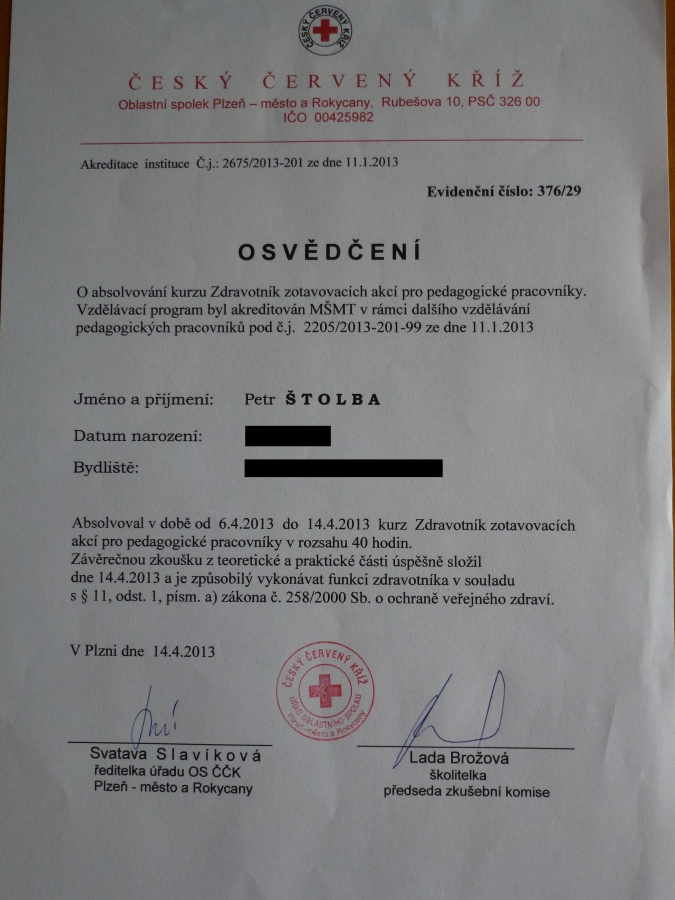 ČESKÝ ČERVENÝ KŘÍŽ
ČESKÝ ČERVENÝ KŘÍŽ
Oblastní spolek Plzeň – město a Rokycany, Rubešova 10, PSČ 326 00
IČO 00425982
Akreditace instituce Č.j.: 2675/2013-201 ze dne 11.1.2013
Evidenční číslo: 376/29
OSVĚDČENÍ
O absolvování kurzu Zdravotník zotavovacích akcí pro pedagogické pracovníky.
Vzdělávací program byl akreditován MŠMT v rámci dalšího vzdělávání
pedagogických pracovníků pod č.j. 2205/2013-201-99 ze dne 11.1.2013
Jméno a příjmení: Petr ŠTOLBA
Datum narození:
Bydliště:
Absolvoval v době od 6.4.2013 do 14.4.2013 kurz Zdravotník zotavovacích
akcí pro pedagogické pracovníky v rozsahu 40 hodin.
Závěrečnou zkoušku z teoretické a praktické části úspěšně složil
dne 14.4.2013 a je způsobilý vykonávat funkci zdravotníka v souladu
s § 11, odst. 1, písm. a) zákona č. 258/2000 Sb. o ochraně veřejného zdraví.
V Plzni dne 14.4.2013
ČESKÝ ČERVENÝ KŘÍŽ
ÚŘAD OBLASTNÍHO SPOLKU
Plzeň - město a Rokycany
Svatava Slavíková
ředitelka úřadu OS ČČK
Plzeň - město a Rokycany
Lada Brožová
školitelka
předseda zkušební komise